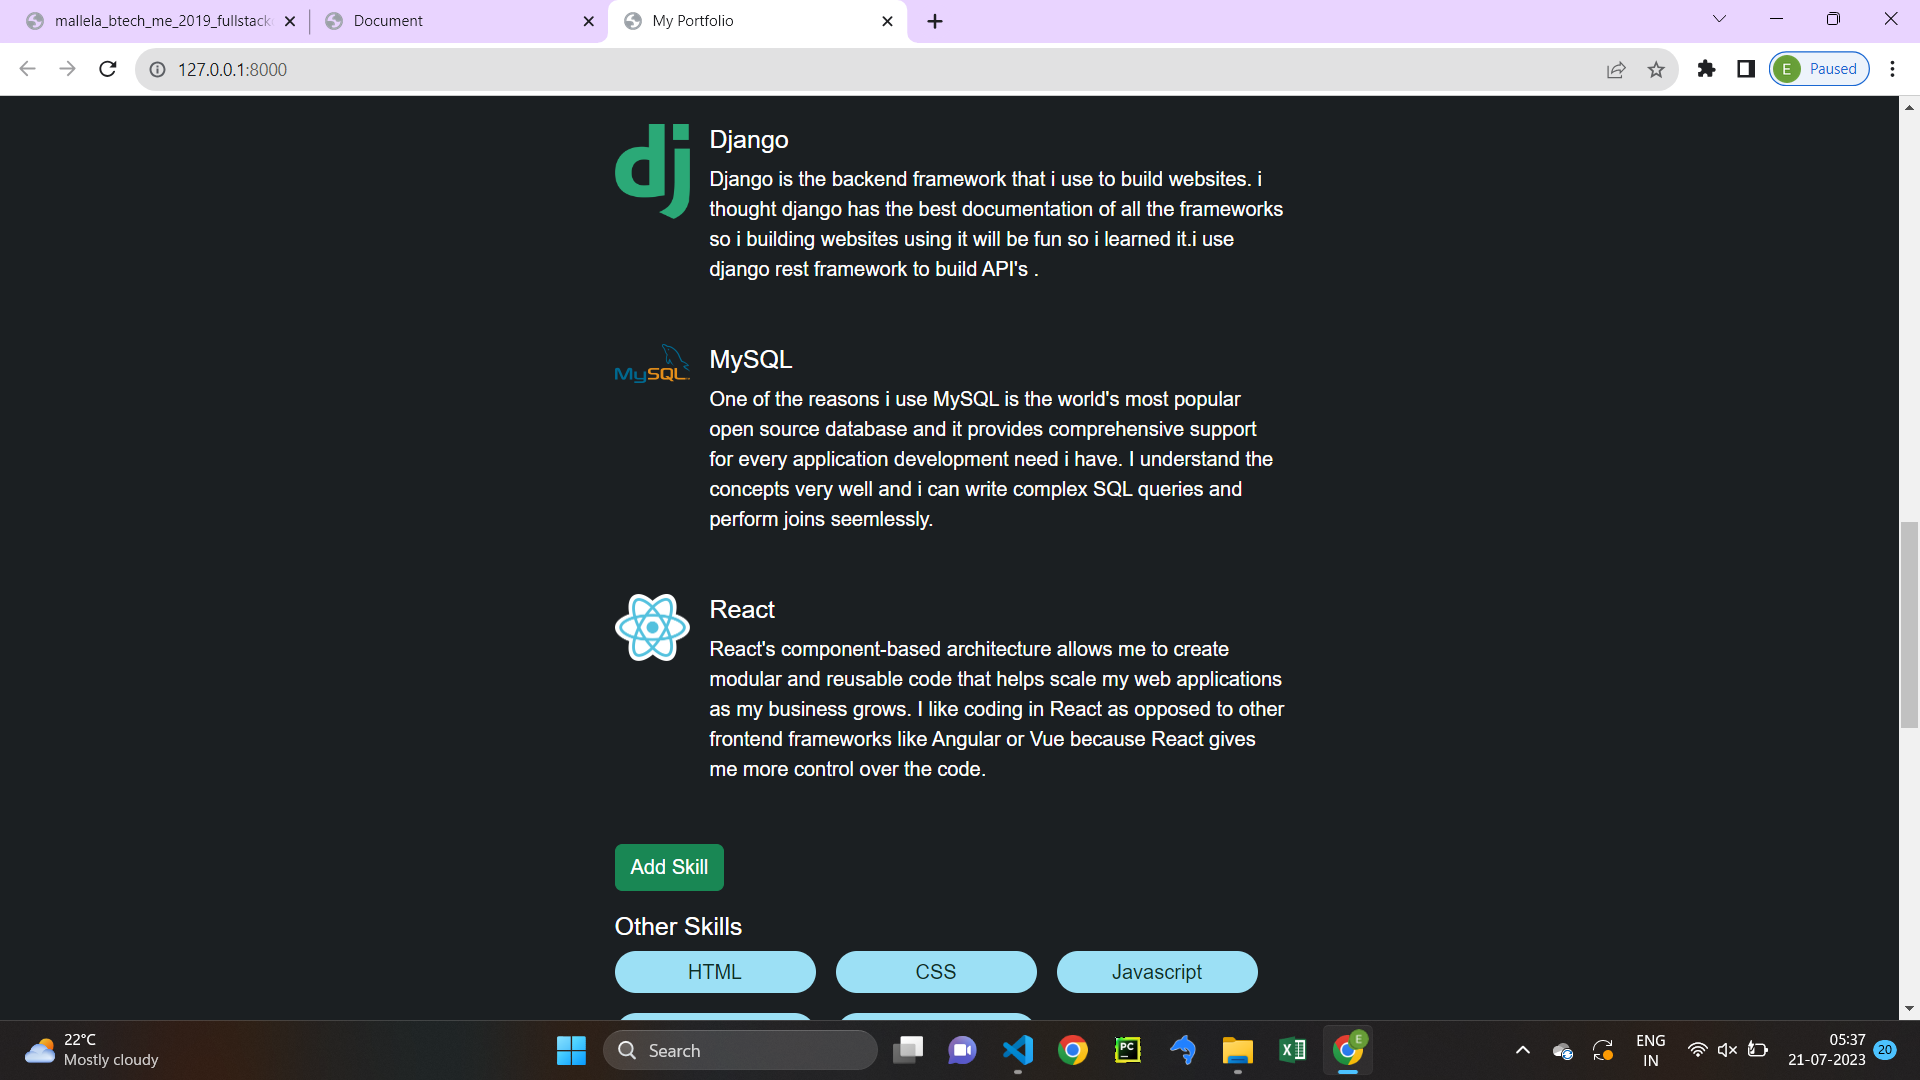 mallela_btech_me_2019_fullstack
Document
My Portfolio
127.0.0.1:8000
E
Paused
dj
Django
Django is the backend framework that i use to build websites. i
thought django has the best documentation of all the frameworks
so i building websites using it will be fun so i learned it.i use
django rest framework to build API's .
MySQL
MySQL
One of the reasons i use MySQL is the world's most popular
open source database and it provides comprehensive support
for every application development need i have. I understand the
concepts very well and i can write complex SQL queries and
perform joins seemlessly.
React
React's component-based architecture allows me to create
modular and reusable code that helps scale my web applications
as my business grows. I like coding in React as opposed to other
frontend frameworks like Angular or Vue because React gives
me more control over the code.
Add Skill
Other Skills
HTML CSS Javascript
22°C
Mostly cloudy
Search
PC
E
ENG
IN
05:37
21-07-2023
20